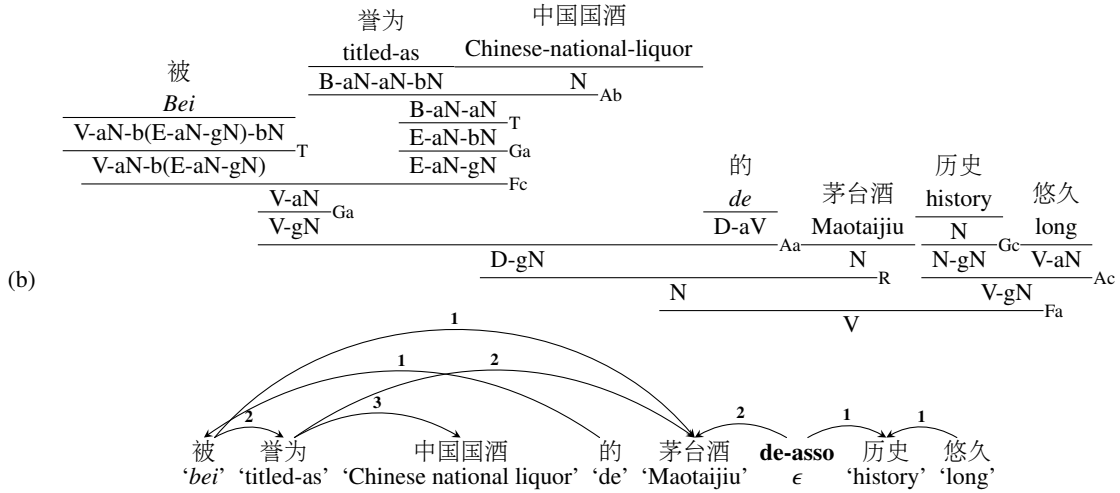 誉为 中国国酒
titled-as Chinese-national-liquor
被
Bei
B-aN-aN-bN N Ab
V-aN-b(E-aN-gN)-bN T
B-aN-aN T
E-aN-bN Ga
V-aN-b(E-aN-gN) E-aN-gN Fc
的 历史
de 茅台酒 history 悠久
V-aN Ga D-aV Aa Maotaijiu N Gc long
V-gN
D-gN N R N-gN V-aN Ac
(b) N V-gN Fa
V
1
1 2
2 3 2 1 1
被 誉为 中国国酒 的 茅台酒 de-asso 历史 悠久
‘bei’ ‘titled-as’ ‘Chinese national liquor’ ‘de’ ‘Maotaijiu’ ϵ ‘history’ ‘long’